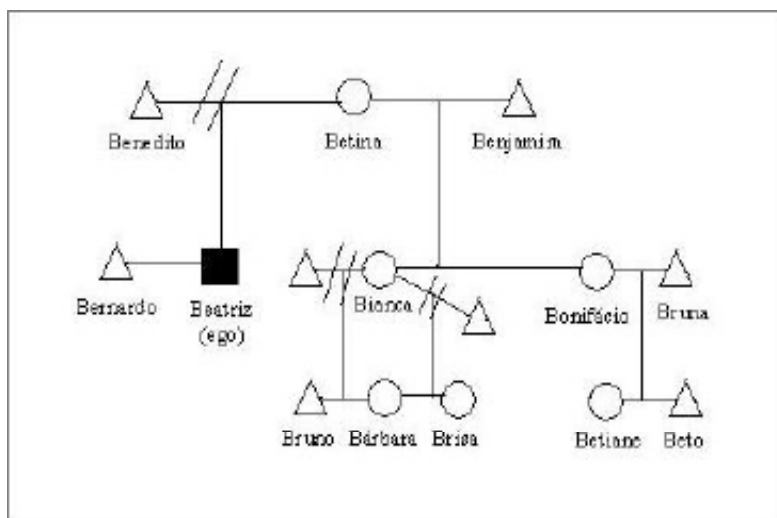 Benedito
Betina
Benjamim
Bernardo
Beatriz
(ego)
Bianca
Bonifácio
Bruna
Bruno
Bárbara
Brisa
Betiane
Beto